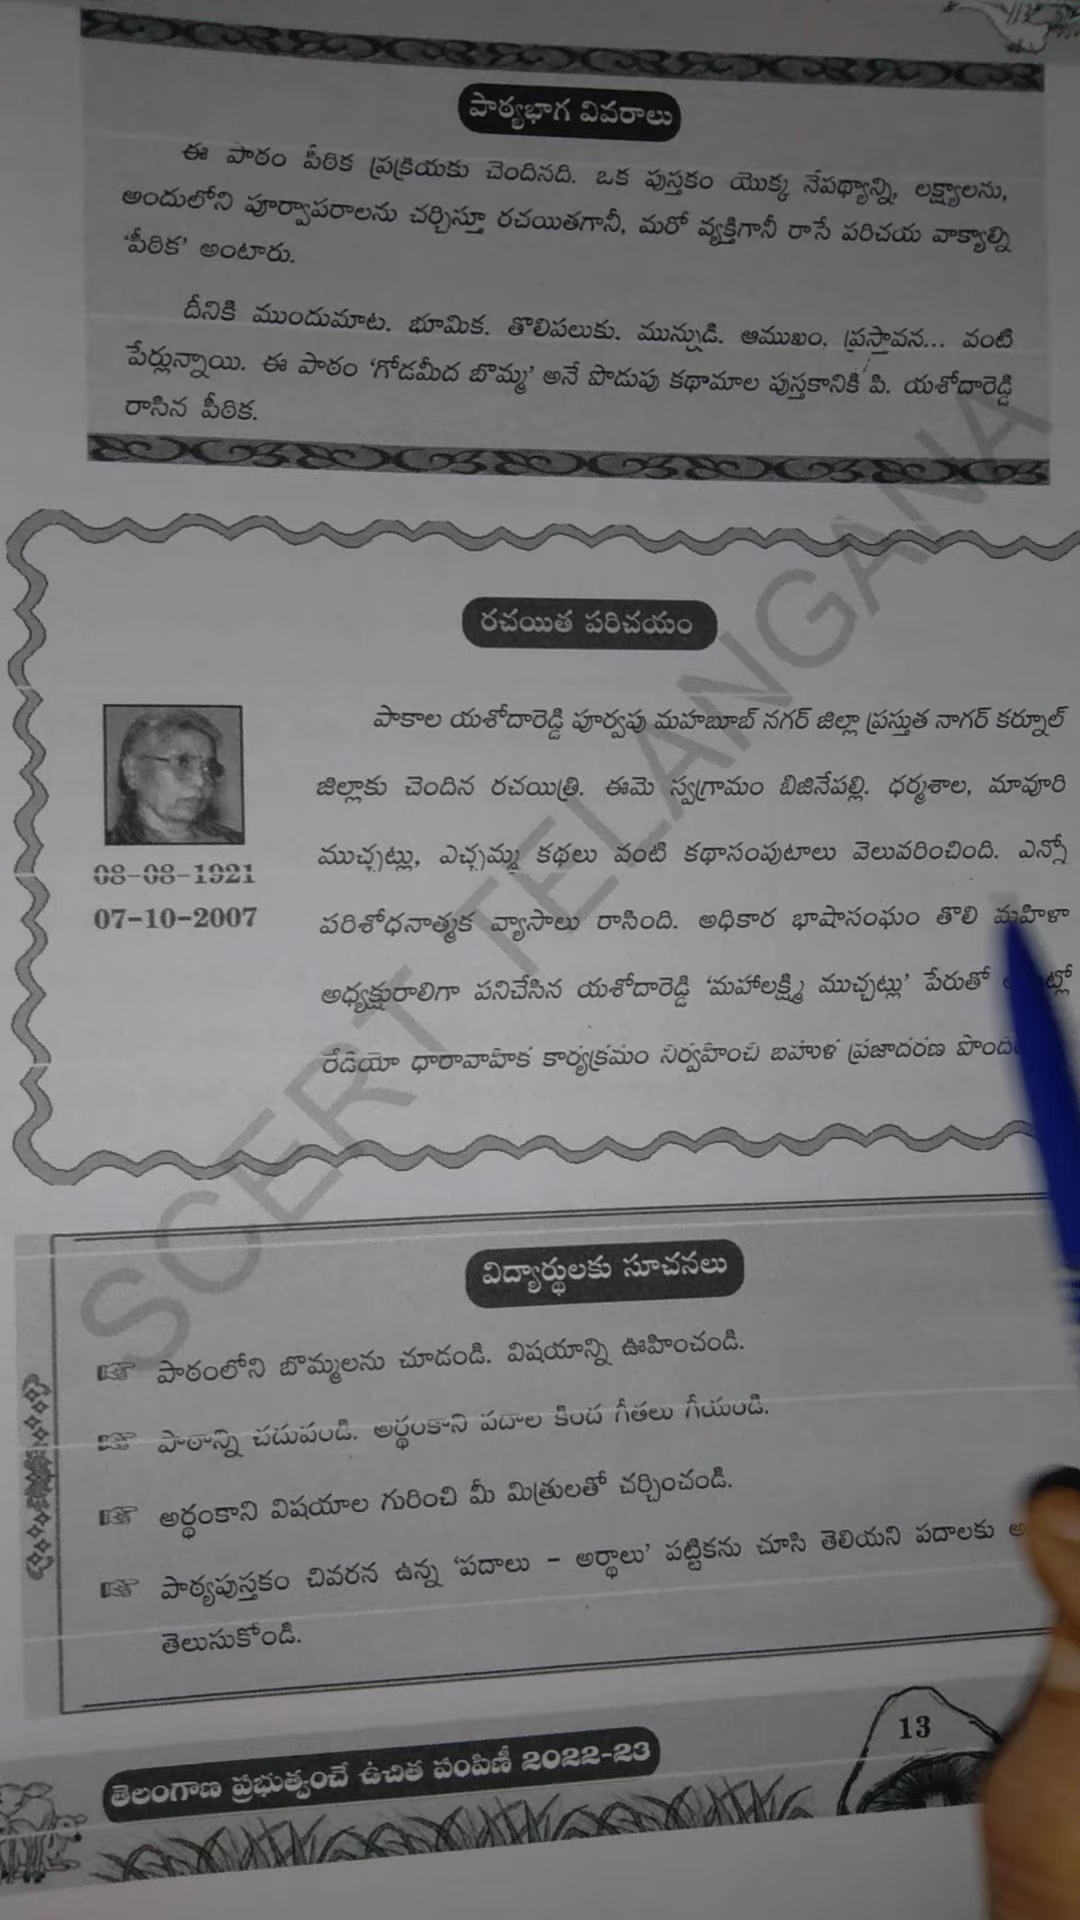 పాఠ్యభాగ వివరాలు
ఈ పాఠం పీఠిక ప్రక్రియకు చెందినది. ఒక పుస్తకం యొక్క నేపథ్యాన్ని, లక్ష్యాలను,
అందులోని పూర్వాపరాలను చర్చిస్తూ రచయితగానీ, మరో వ్యక్తిగానీ రాసే పరిచయ వాక్యాల్ని
'పీఠిక' అంటారు.
దీనికి ముందుమాట. భూమిక. తొలిపలుకు. మున్నుడి. ఆముఖం. ప్రస్తావన... వంటి
పేర్లున్నాయి. ఈ పాఠం 'గోడమీద బొమ్మ' అనే పొడుపు కథామాల పుస్తకానికి పి. యశోదారెడ్డి
రాసిన పీఠిక.
రచయిత పరిచయం
పాకాల యశోదారెడ్డి పూర్వపు మహబూబ్ నగర్ జిల్లా ప్రస్తుత నాగర్ కర్నూల్
జిల్లాకు చెందిన రచయిత్రి. ఈమె స్వగ్రామం బిజినేపల్లి. ధర్మశాల, మావూరి
ముచ్చట్లు, ఎచ్చమ్మ కథలు వంటి కథాసంపుటాలు వెలువరించింది. ఎన్నో
08-08-1921
పరిశోధనాత్మక వ్యాసాలు రాసింది. అధికార భాషాసంఘం తొలి మహిళా
07-10-2007
అధ్యక్షురాలిగా పనిచేసిన యశోదారెడ్డి 'మహాలక్ష్మి ముచ్చట్లు' పేరుతో
రేడియో ధారావాహిక కార్యక్రమం నిర్వహించి బహుళ ప్రజాదరణ
విద్యార్థులకు సూచనలు
పాఠంలోని బొమ్మలను చూడండి. విషయాన్ని ఊహించండి.
పాఠాన్ని చదువండి. అర్థంకాని పదాల కింద గీతలు గీయండి.
అర్థంకాని విషయాల గురించి మీ మిత్రులతో చర్చించండి.
పాఠ్యపుస్తకం చివరన ఉన్న 'పదాలు - అర్థాలు' పట్టికను చూసి తెలియని పదాలకు
తెలుసుకోండి.
13
తెలంగాణ ప్రభుత్వంచే ఉచిత పంపిణీ 2022-23
SCERT TELANGANA